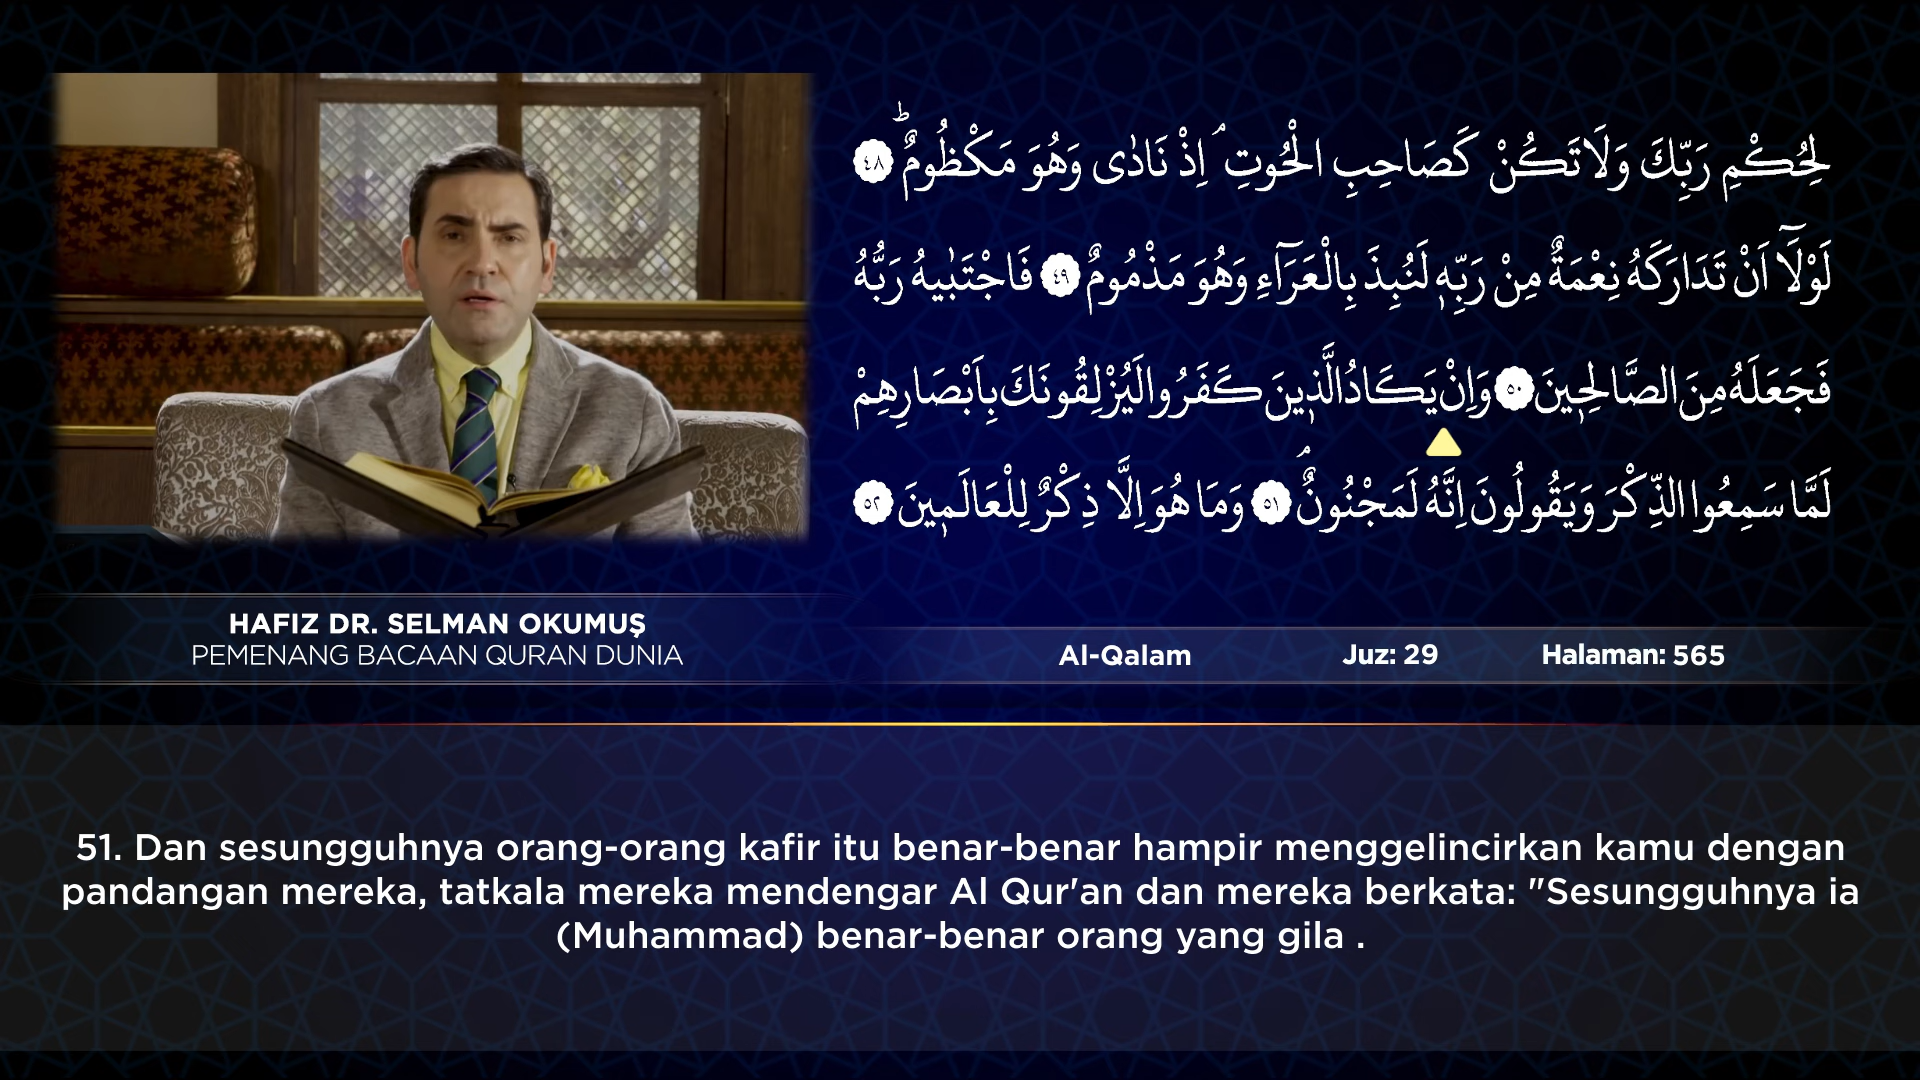 لِحُكْمِ رَبِّكَ وَلَا تَكُنْ كَصَاحِبِ الْحُوتِۢ اِذْ نَادٰى وَهُوَ مَكْظُومٌؕ ﴿٤٨﴾
لَوْلَٓا اَنْ تَدَارَكَهُ نِعْمَةٌ مِنْ رَبِّه۪ لَنُبِذَ بِالْعَرَٓاءِ وَهُوَ مَذْمُومٌ ﴿٤٩﴾ فَاجْتَبٰيهُ رَبُّهُ
فَجَعَلَهُ مِنَ الصَّالِح۪ينَ ﴿٥٠﴾ وَاِنْ يَكَادُ الَّذ۪ينَ كَفَرُوا لَيُزْلِقُونَكَ بِاَبْصَارِهِمْ
لَمَّا سَمِعُوا الذِّكْرَ وَيَقُولُونَ اِنَّهُ لَمَجْنُونٌۢ ﴿٥١﴾ وَمَا هُوَ اِلَّا ذِكْرٌ لِلْعَالَم۪ينَ ﴿٥٢﴾
HAFIZ DR. SELMAN OKUMUŞ
PEMENANG BACAAN QURAN DUNIA
Al-Qalam Juz: 29 Halaman: 565
51. Dan sesungguhnya orang-orang kafir itu benar-benar hampir menggelincirkan kamu dengan
pandangan mereka, tatkala mereka mendengar Al Qur'an dan mereka berkata: "Sesungguhnya ia
(Muhammad) benar-benar orang yang gila .